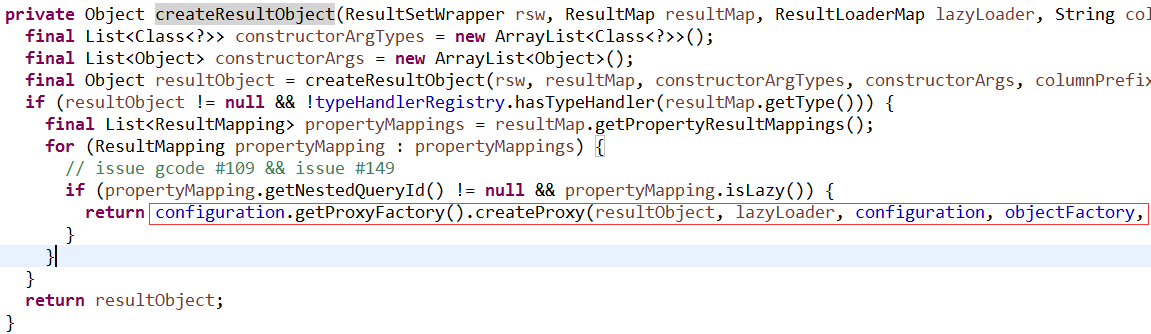 private Object createResultObject(ResultSetWrapper rsw, ResultMap resultMap, ResultLoaderMap lazyLoader, String col
final List<Class<?>> constructorArgTypes = new ArrayList<Class<?>>();
final List<Object> constructorArgs = new ArrayList<Object>();
final Object resultObject = createResultObject(rsw, resultMap, constructorArgTypes, constructorArgs, columnPrefix
if (resultObject != null && !typeHandlerRegistry.hasTypeHandler(resultMap.getType())) {
final List<ResultMapping> propertyMappings = resultMap.getPropertyResultMappings();
for (ResultMapping propertyMapping : propertyMappings) {
// issue gcode #109 && issue #149
if (propertyMapping.getNestedQueryId() != null && propertyMapping.isLazy()) {
return configuration.getProxyFactory().createProxy(resultObject, lazyLoader, configuration, objectFactory,
}
}
}
return resultObject;
}